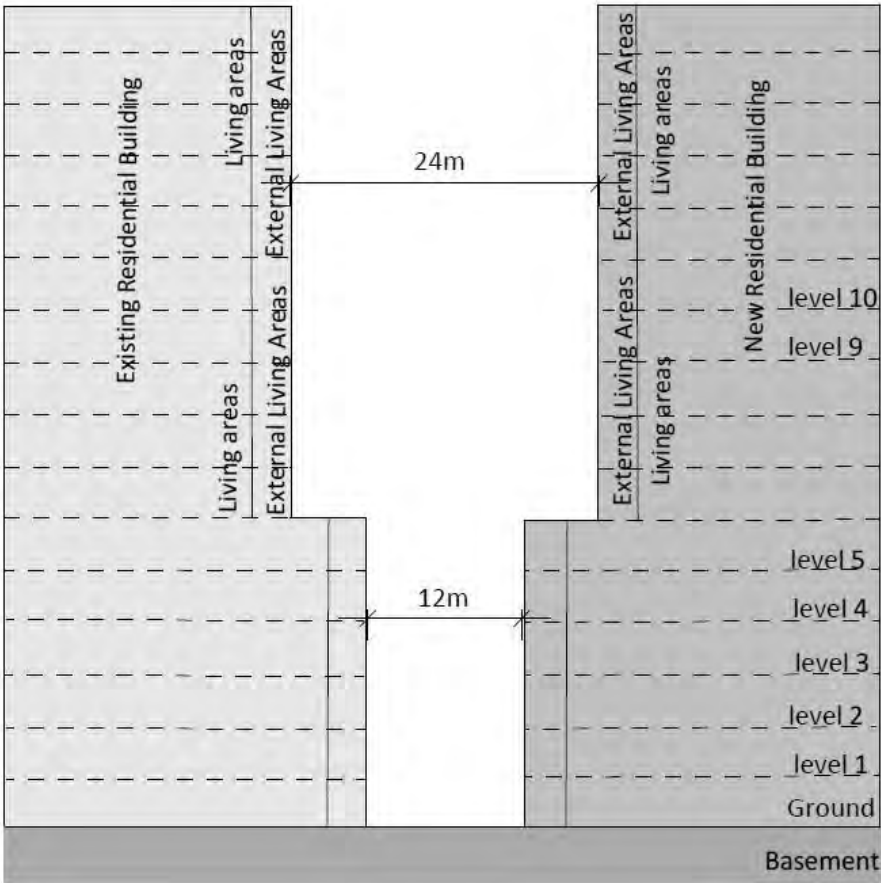 Existing Residential Building
Living areas
External Living Areas
Living areas
External Living Areas
24m
12m
External Living Areas
Living areas
External Living Areas
Living areas
New Residential Building
level 10
level 9
level 5
level 4
level 3
level 2
level 1
Ground
Basement